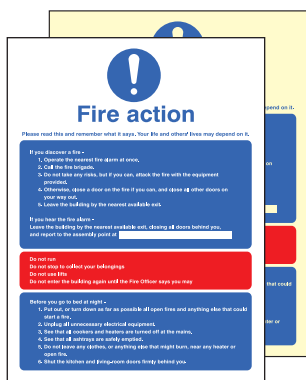 Fire action
Please read this and remember what it says. Your life and others' lives may depend on it.
If you discover a fire -
1. Operate the nearest fire alarm at once,
2. Call the fire brigade.
3. Do not take any risks, but if you can, attack the fire with the equipment
provided.
4. Otherwise, close a door on the fire if you can, and close all other doors on
your way out.
5. Leave the building by the nearest available exit.
If you hear the fire alarm -
Leave the building by the nearest available exit, closing all doors behind you,
and report to the assembly point at
Do not run
Do not stop to collect your belongings
Do not use lifts
Do not enter the building again until the Fire Officer says you may
Before you go to bed at night -
1. Put out, or turn down as far as possible all open fires and anything else that could
start a fire.
2. Unplug all unnecessary electrical equipment.
3. See that all cookers and heaters are turned off at the mains,
4. See that all ashtrays are safely emptied.
5. Do not leave any clothes, or anything else that might burn, near any heater or
open fire.
6. Shut the kitchen and living-room doors firmly behind you.
depend on it.
on
that could